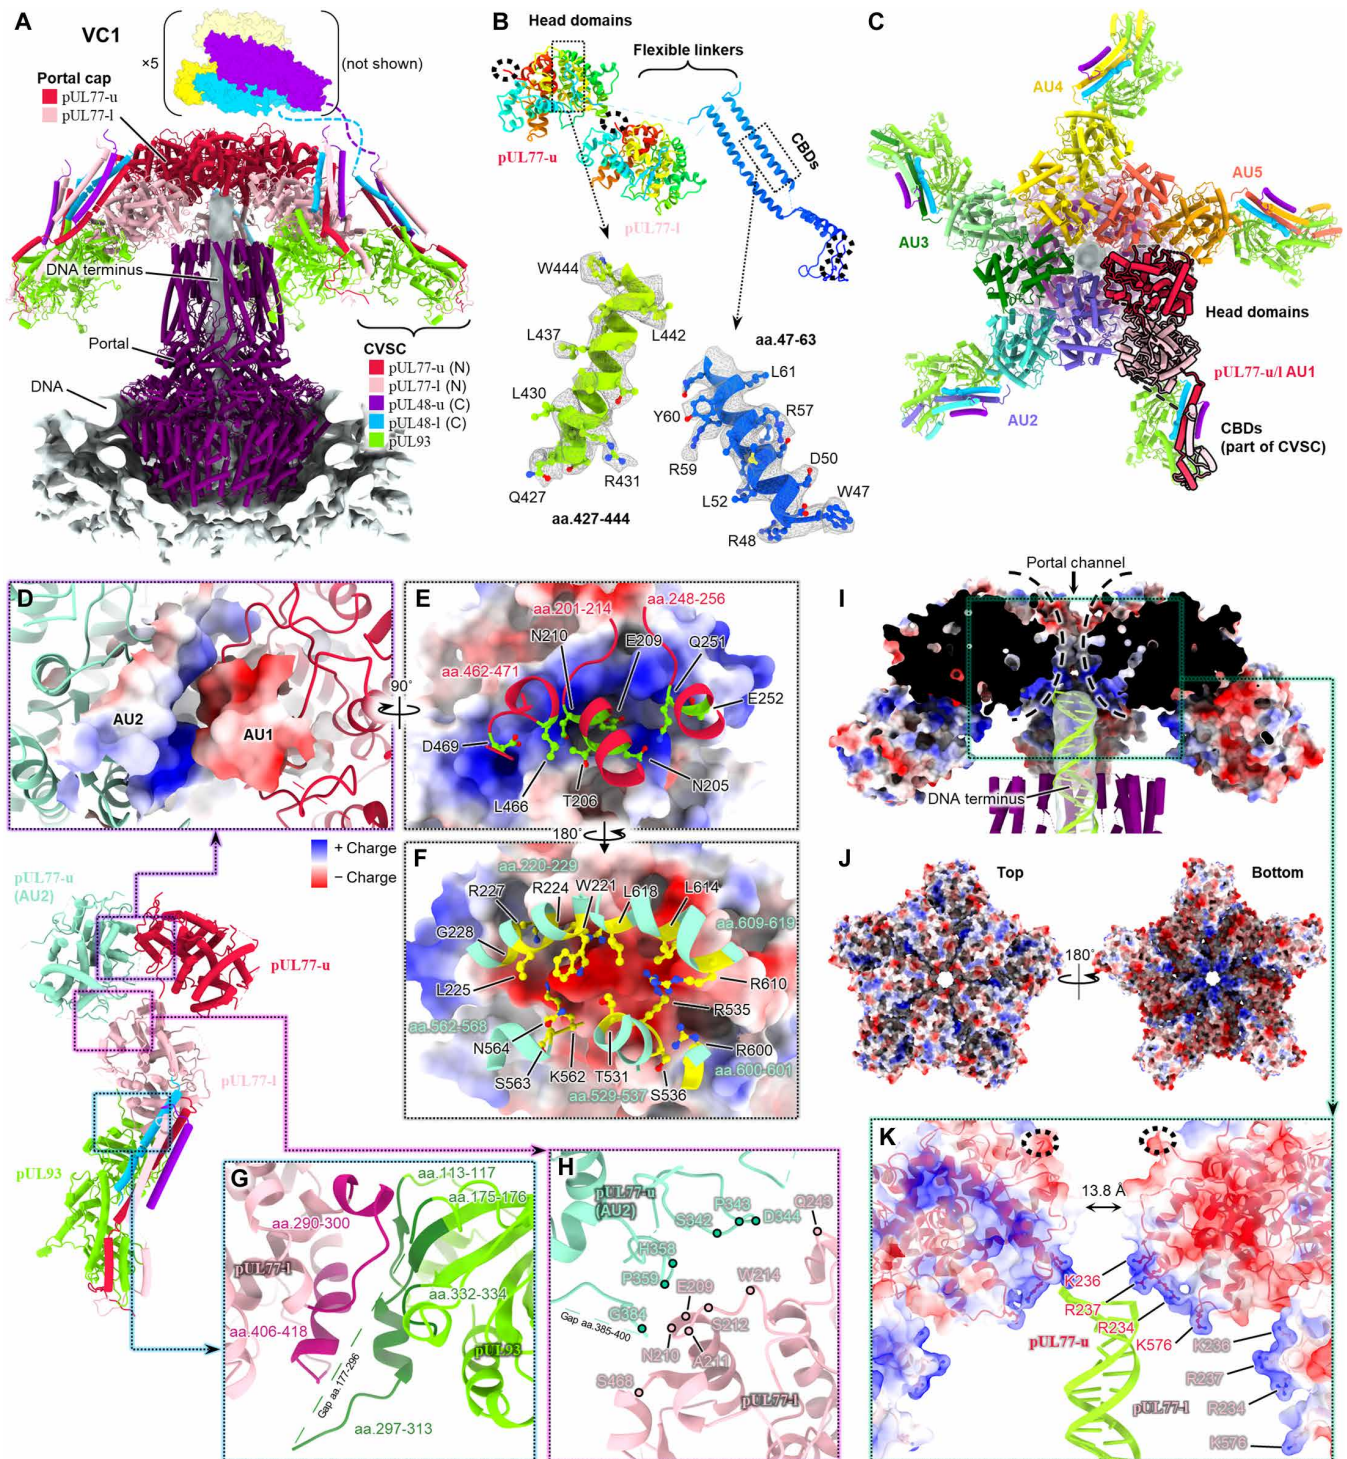 A
VC1
×5
(not shown)
Portal cap
pUL77-u
pUL77-l
DNA terminus
Portal
DNA
CVSC
pUL77-u (N)
pUL77-l (N)
pUL48-u (C)
pUL48-l (C)
pUL93
B
Head domains
Flexible linkers
pUL77-u
pUL77-l
CBDs
W444
L437
L442
L430
R431
Q427
aa.427-444
aa.47-63
L61
Y60
R57
R59
D50
L52
W47
R48
C
AU4
AU5
AU3
AU2
Head domains
pUL77-u/l AU1
CBDs
(part of CVSC)
D
AU2
AU1
90°
E
aa.201-214
aa.248-256
N210
E209
Q251
aa.462-471
E252
D469
L466
T206
N205
180°
+ Charge
− Charge
F
aa.220-229
R227
R224
W221
L618
L614
G228
aa.609-619
L225
R610
R535
aa.562-568
N564
R600
S563
K562
T531
aa.600-601
aa.529-537
S536
pUL77-u
(AU2)
pUL77-u
pUL77-l
pUL93
G
aa.113-117
aa.175-176
aa.290-300
pUL77-l
aa.332-334
aa.406-418
pUL93
Gap aa.177-296
aa.297-313
H
pUL77-u
(AU2)
P343
Q243
S342
D344
H358
P359
E209
W214
G384
S212
Gap aa.385-400
N210
A211
S468
pUL77-l
I
Portal channel
DNA terminus
J
Top
Bottom
180°
K
13.8 Å
K236
R237
R234
pUL77-u
K576
K236
R237
pUL77-l
R234
K576